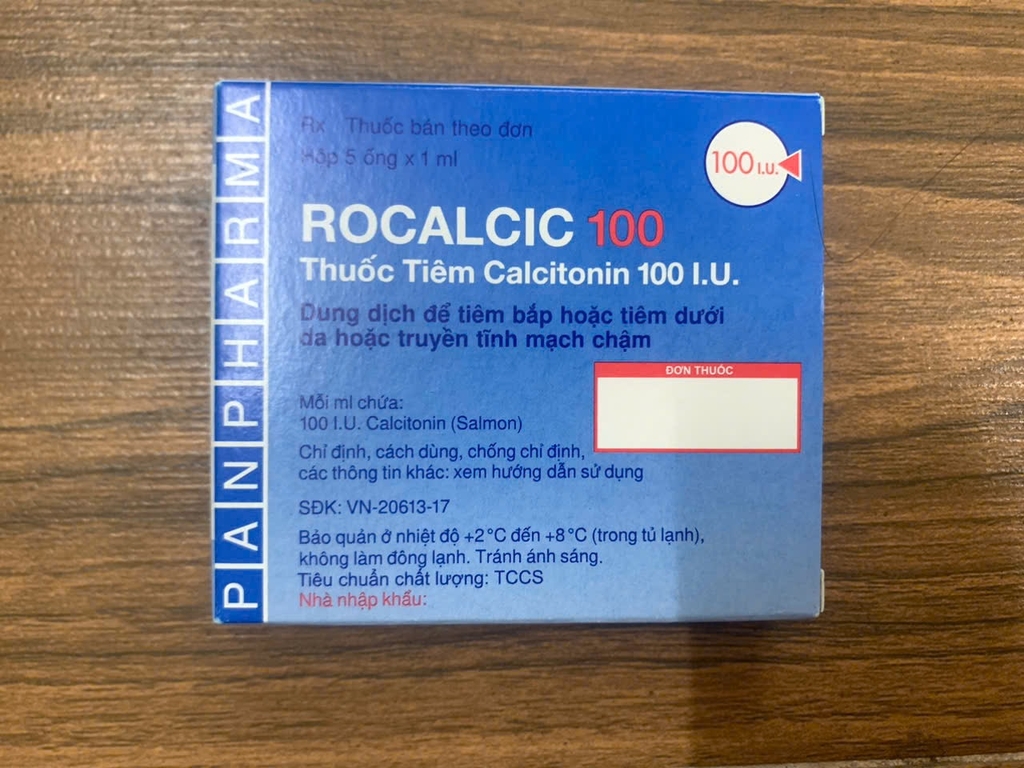 PANPHARMA
Rx Thuốc bán theo đơn
Hộp 5 ống x 1 ml
100 I.U.
ROCALCIC 100
Thuốc Tiêm Calcitonin 100 I.U.
Dung dịch để tiêm bắp hoặc tiêm dưới
da hoặc truyền tĩnh mạch chậm
ĐƠN THUỐC
Mỗi ml chứa:
100 I.U. Calcitonin (Salmon)
Chỉ định, cách dùng, chống chỉ định,
các thông tin khác: xem hướng dẫn sử dụng
SĐK: VN-20613-17
Bảo quản ở nhiệt độ +2°C đến +8°C (trong tủ lạnh),
không làm đông lạnh. Tránh ánh sáng.
Tiêu chuẩn chất lượng: TCCS
Nhà nhập khẩu: